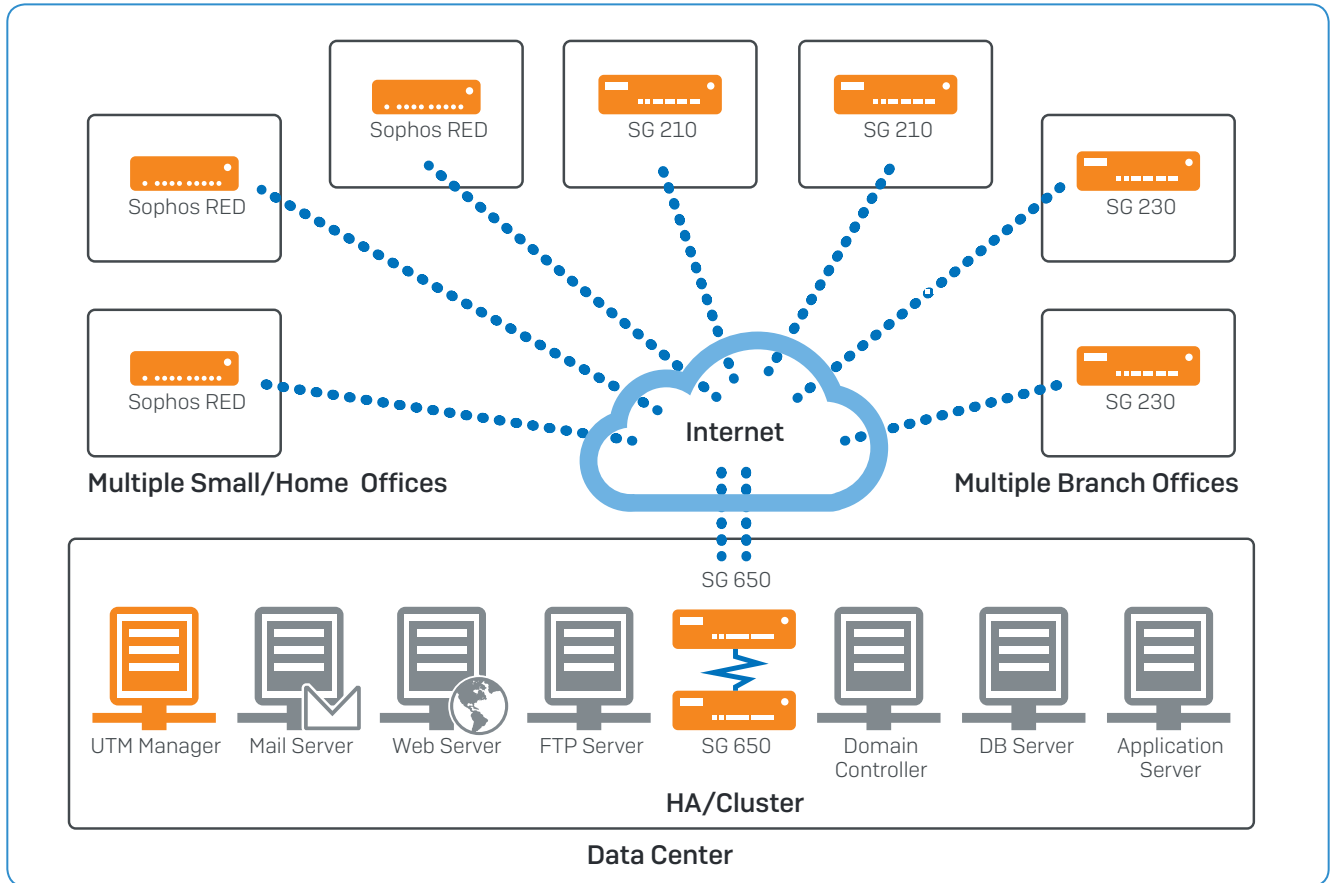 Sophos RED
SG 210
SG 210
Sophos RED
SG 230
Sophos RED
SG 230
Internet
Multiple Small/Home Offices
Multiple Branch Offices
SG 650
UTM Manager
Mail Server
Web Server
FTP Server
SG 650
Domain
Controller
DB Server
Application
Server
HA/Cluster
Data Center